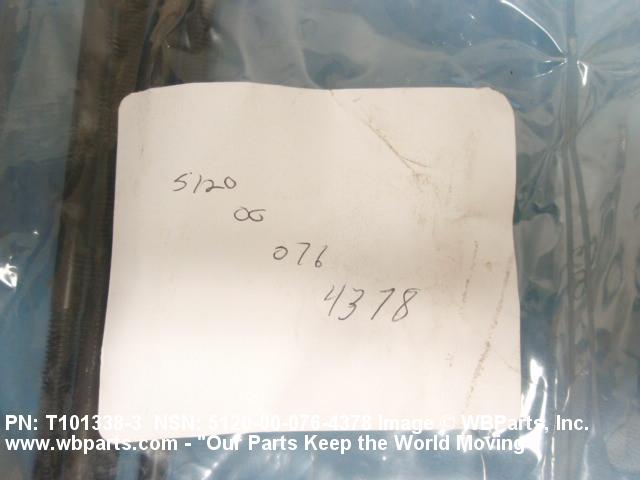 5120
00
076
4378
PN: T101338-3 NSN: 5120-00-076-4378 Image © WBParts, Inc.
www.wbparts.com - "Our Parts Keep the World Moving"